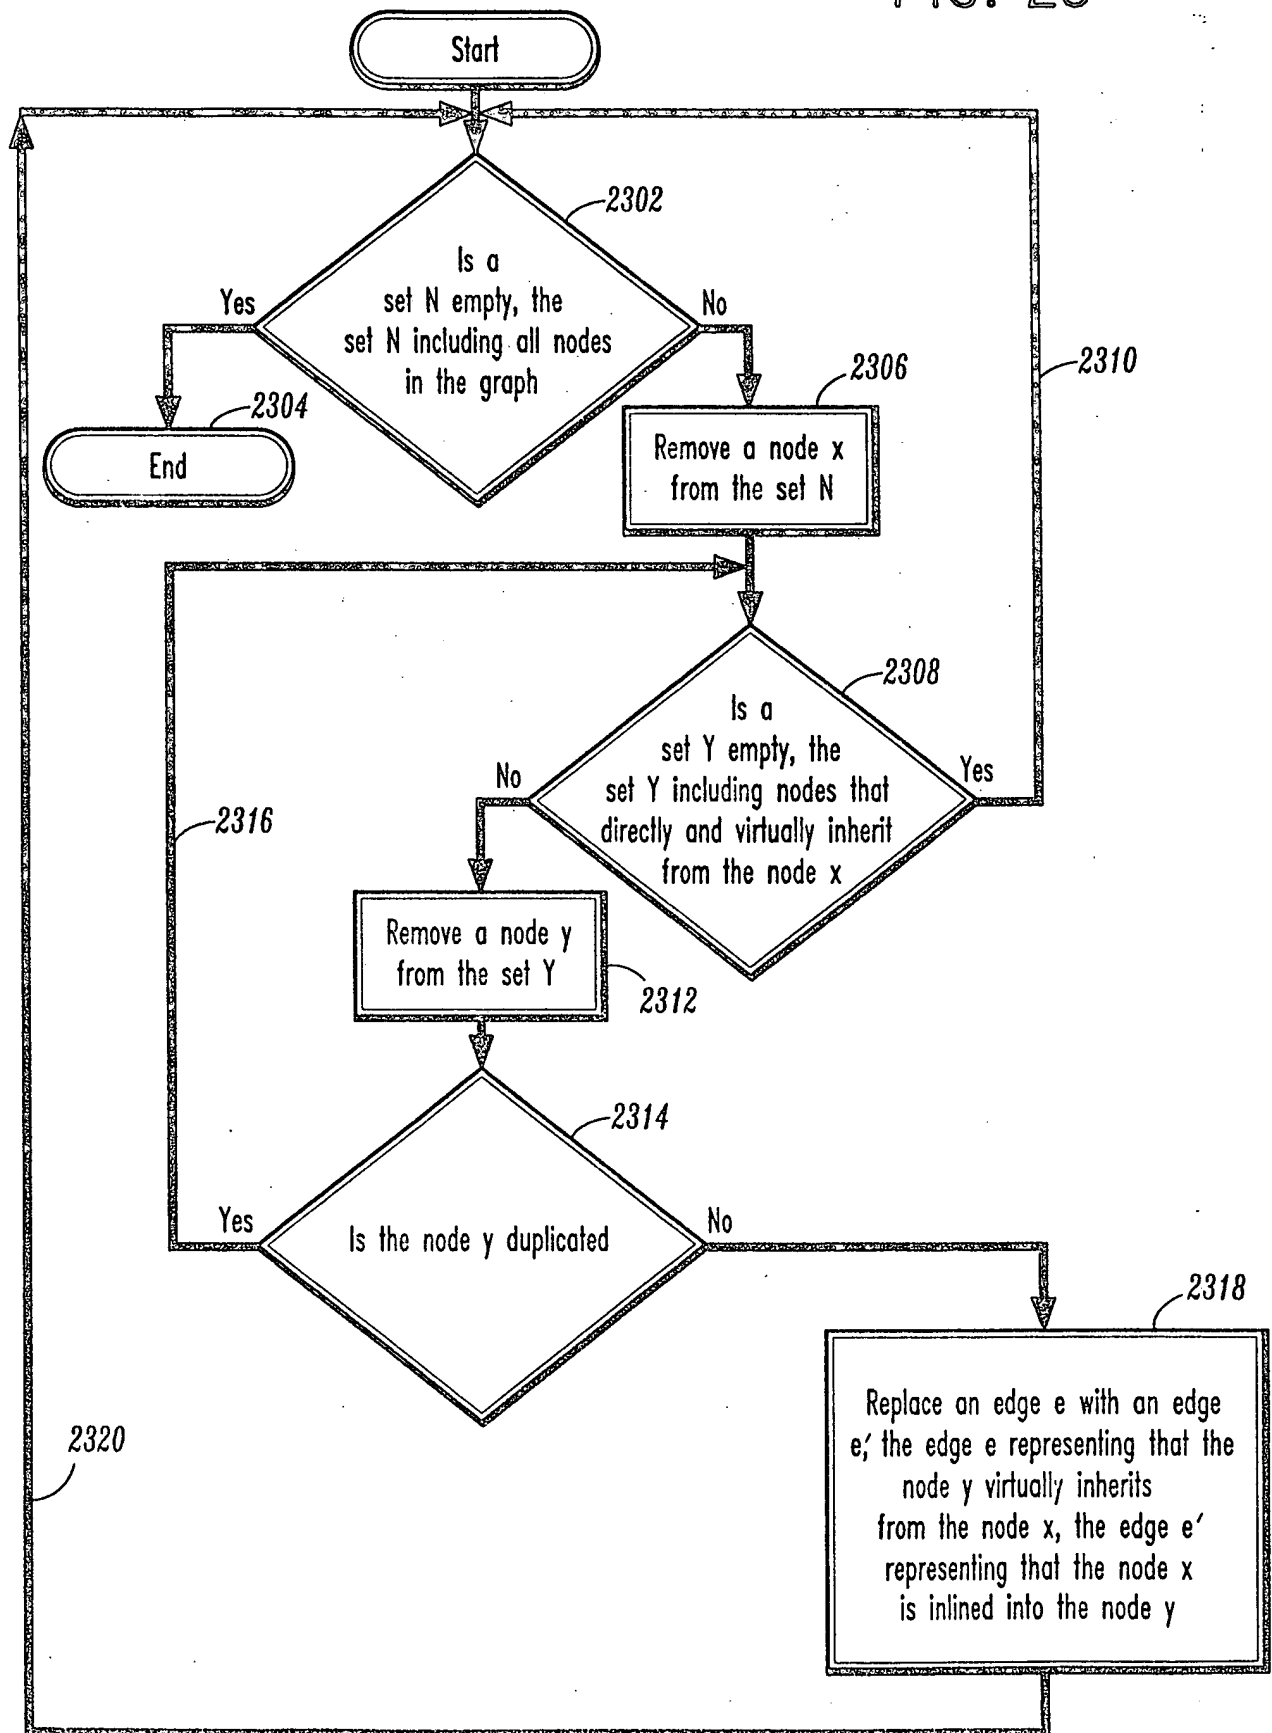 FIG. 23
Start
2302
Is a
set N empty, the
set N including all nodes
in the graph
Yes
No
2304
End
2306
Remove a node x
from the set N
2310
2308
Is a
set Y empty, the
set Y including nodes that
directly and virtually inherit
from the node x
No
Yes
2316
Remove a node y
from the set Y
2312
2314
Is the node y duplicated
Yes
No
2318
Replace an edge e with an edge
e,' the edge e representing that the
node y virtually inherits
from the node x, the edge e'
representing that the node x
is inlined into the node y
2320